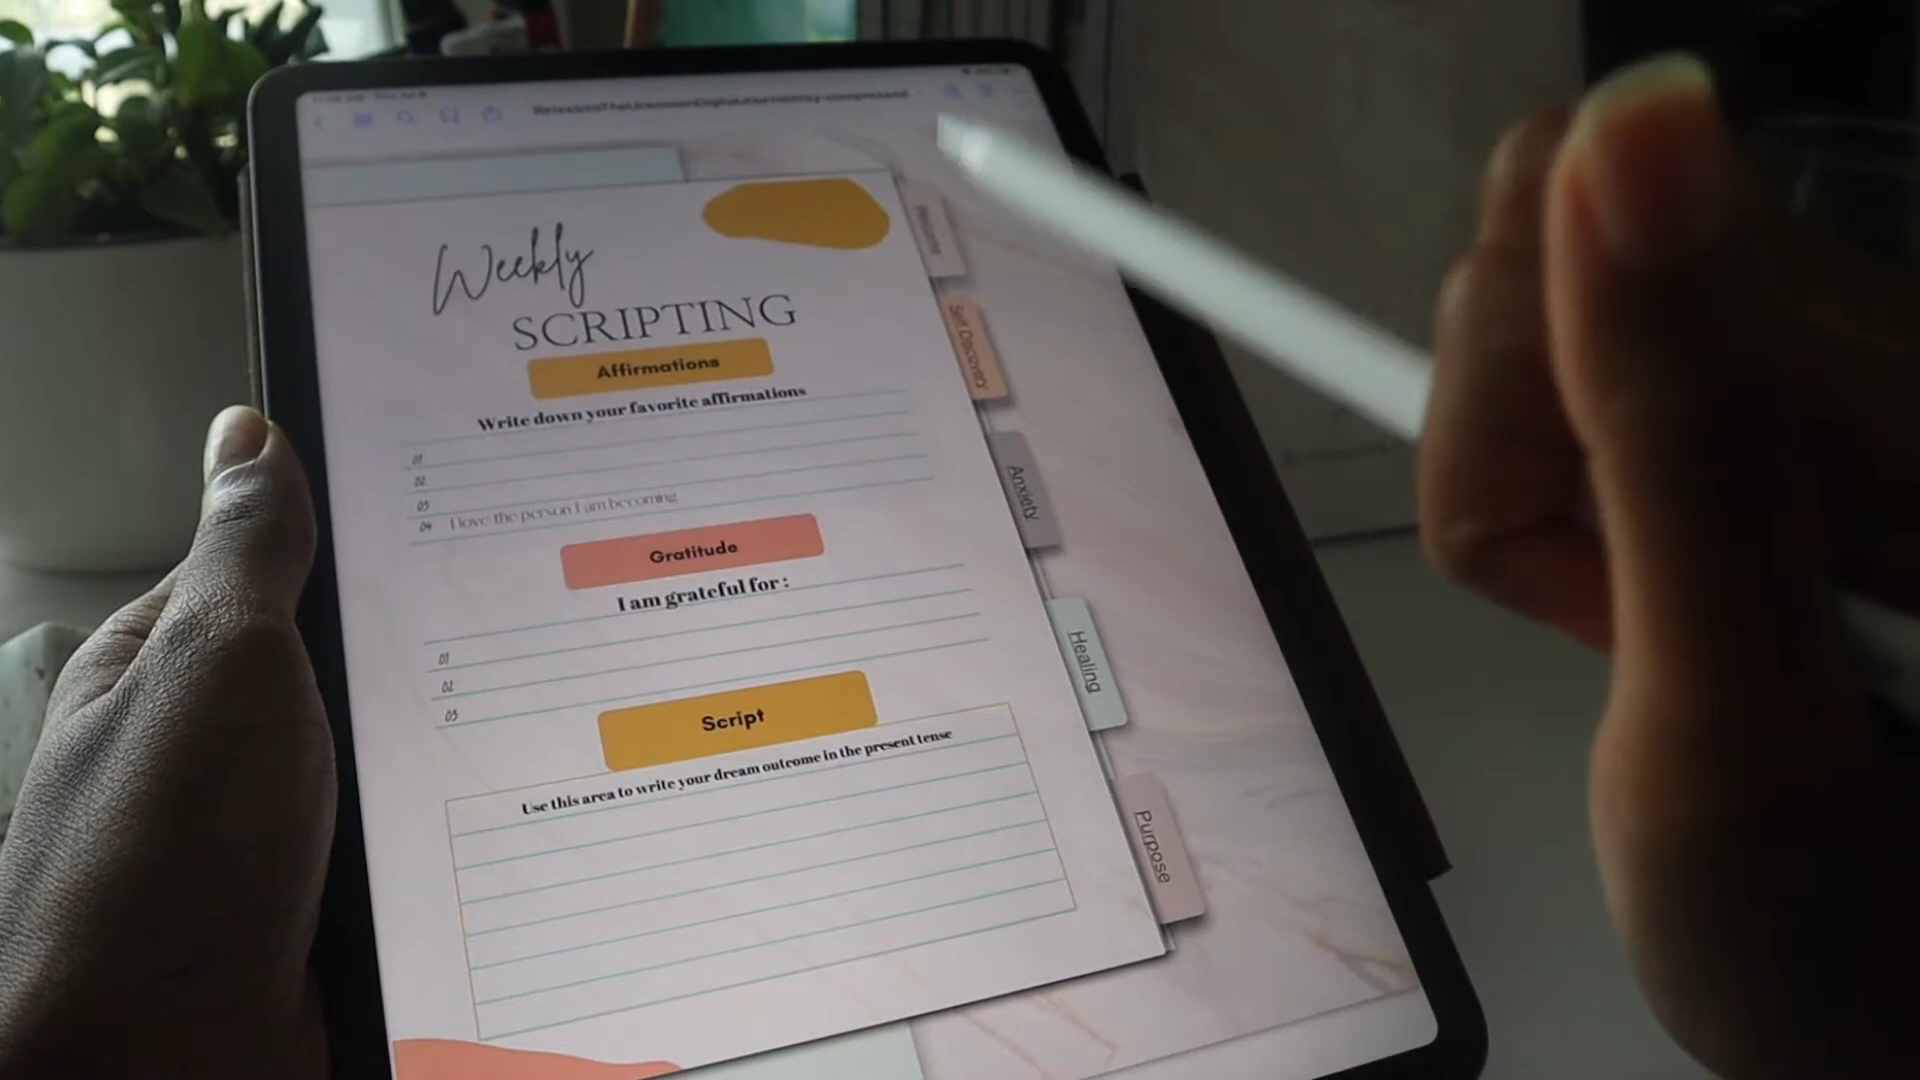 Weekly
SCRIPTING
Affirmations
Write down your favorite affirmations
01
02
03
04 I love the person I am becoming
Gratitude
I am grateful for :
01
02
03
Script
Use this area to write your dream outcome in the present tense
Welcome
Self Discovery
Anxiety
Healing
Purpose